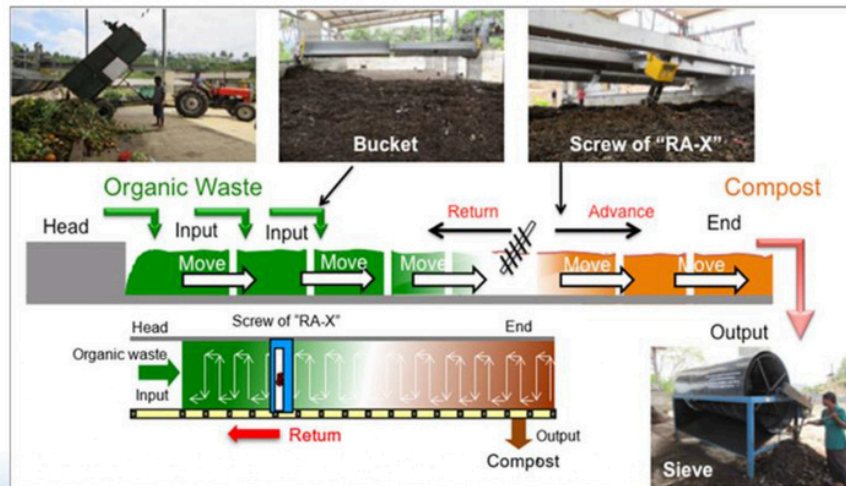 Bucket
Screw of “RA-X”
Organic Waste
Compost
Head
Input
Input
Return
Advance
End
Move
Move
Move
Move
Move
Output
Head
Screw of "RA-X"
End
Organic waste
Input
Return
Output
Compost
Sieve